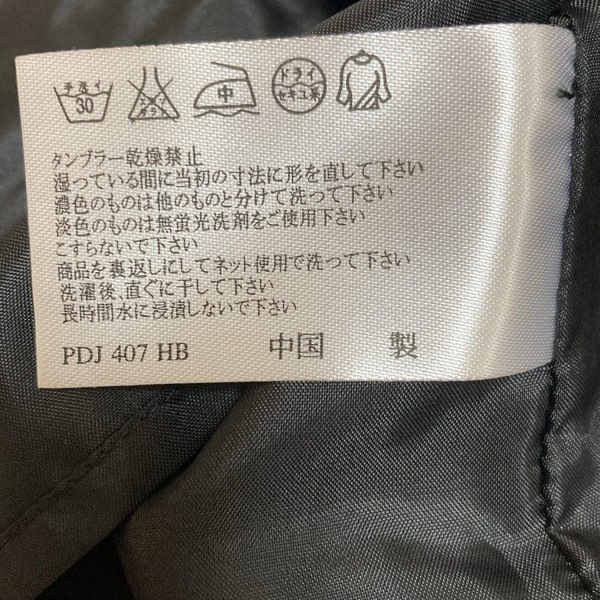 手洗イ 30 エンソサラシ 中 ドライ セキユ系
タンブラー乾燥禁止
湿っている間に当初の寸法に形を直して下さい
濃色のものは他のものと分けて洗って下さい
淡色のものは無蛍光洗剤をご使用下さい
こすらないで下さい
商品を裏返しにしてネット使用で洗って下さい
洗濯後、直ぐに干して下さい
長時間水に浸漬しないで下さい
PDJ 407 HB 中国 製